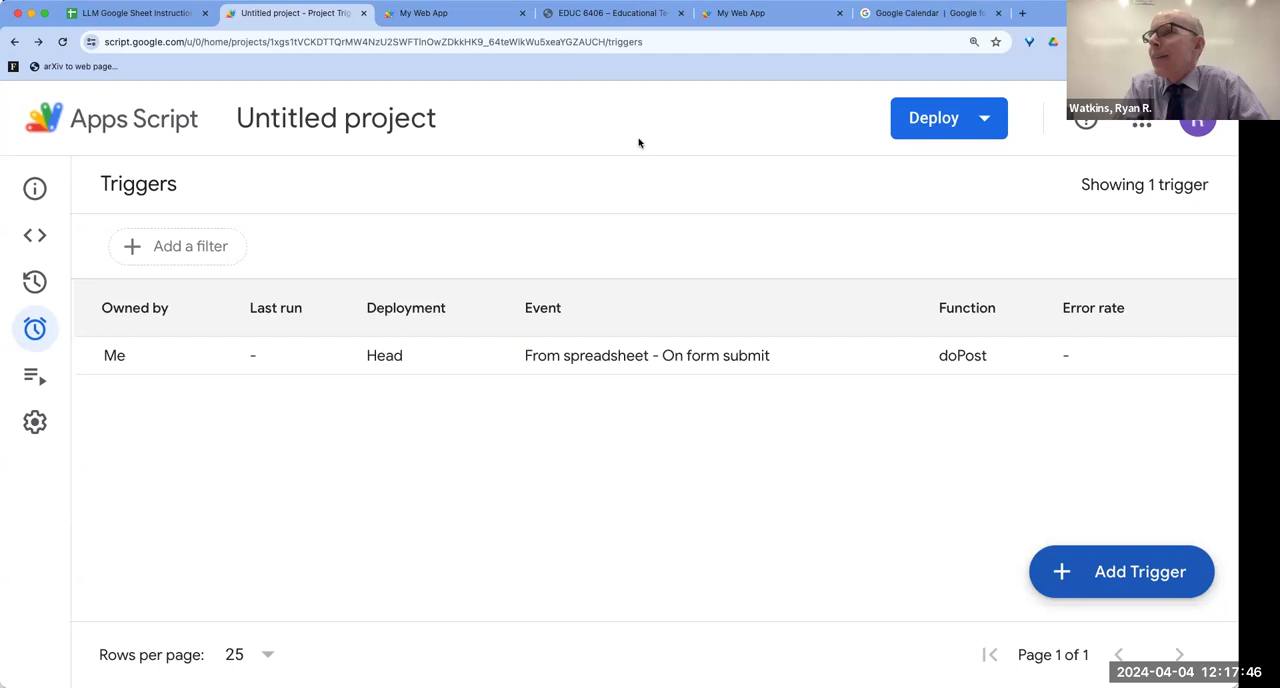 LLM Google Sheet Instruction
Untitled project - Project Trig
My Web App
EDUC 6406 – Educational Te
My Web App
Google Calendar | Google fo
script.google.com/u/0/home/projects/1xgs1tVCKDTTQrMW4NzU2SWFTlnOwZDkkHK9_64teWlkWu5xeaYGZAUCH/triggers
F
arXiv to web page...
Watkins, Ryan R.
Apps Script
Untitled project
Deploy
Triggers
Showing 1 trigger
Add a filter
Owned by Last run Deployment Event Function Error rate
Me - Head From spreadsheet - On form submit doPost -
Add Trigger
Rows per page: 25
Page 1 of 1
2024-04-04 12:17:46